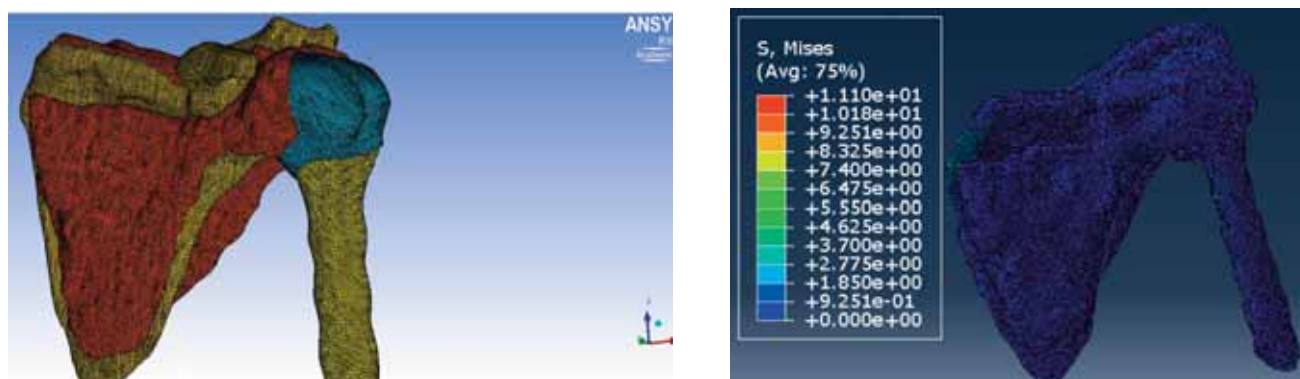 ANSY
S, Mises
(Avg: 75%)
+1.110e+01
+1.018e+01
+9.251e+00
+8.325e+00
+7.400e+00
+6.475e+00
+5.550e+00
+4.625e+00
+3.700e+00
+2.775e+00
+1.850e+00
+9.251e-01
+0.000e+00